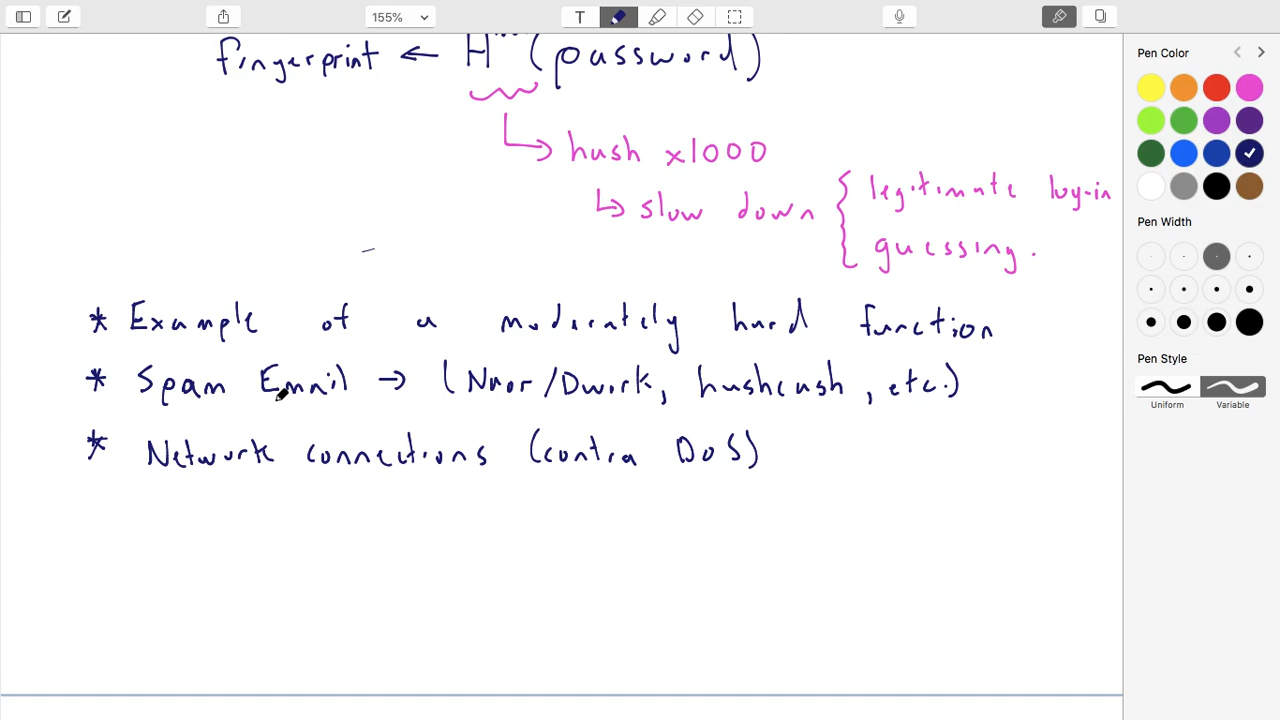 155%
T
fingerprint ← H (password)
↳ hash x1000
↳ slow down { legitimate log-in
guessing.
* Example of a moderately hard function
* Spam Email → (Naor/Dwork, hashcash, etc.)
* Network connections (contra DoS)
Pen Color
Pen Width
Pen Style
Uniform
Variable